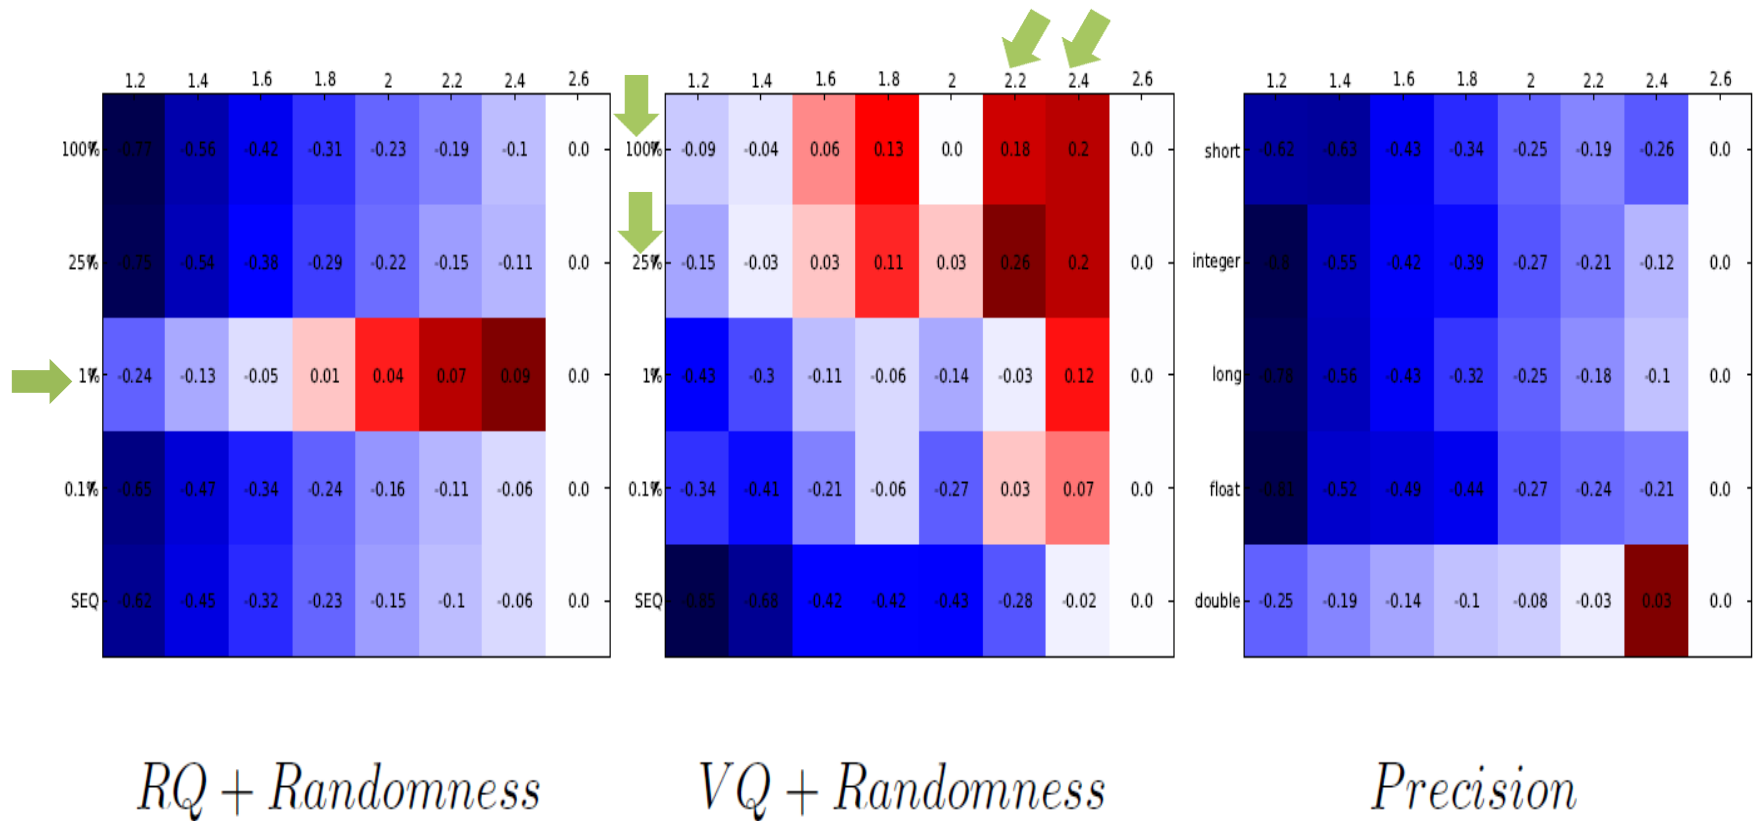 1.2 1.4 1.6 1.8 2 2.2 2.4 2.6
100% -0.77 -0.56 -0.42 -0.31 -0.23 -0.19 -0.1 0.0
25% -0.75 -0.54 -0.38 -0.29 -0.22 -0.15 -0.11 0.0
1% -0.24 -0.13 -0.05 0.01 0.04 0.07 0.09 0.0
0.1% -0.65 -0.47 -0.34 -0.24 -0.16 -0.11 -0.06 0.0
SEQ -0.62 -0.45 -0.32 -0.23 -0.15 -0.1 -0.06 0.0
RQ + Randomness
1.2 1.4 1.6 1.8 2 2.2 2.4 2.6
100% -0.09 -0.04 0.06 0.13 0.0 0.18 0.2 0.0
25% -0.15 -0.03 0.03 0.11 0.03 0.26 0.2 0.0
1% -0.43 -0.3 -0.11 -0.06 -0.14 -0.03 0.12 0.0
0.1% -0.34 -0.41 -0.21 -0.06 -0.27 0.03 0.07 0.0
SEQ -0.85 -0.68 -0.42 -0.42 -0.43 -0.28 -0.02 0.0
VQ + Randomness
1.2 1.4 1.6 1.8 2 2.2 2.4 2.6
short -0.62 -0.63 -0.43 -0.34 -0.25 -0.19 -0.26 0.0
integer -0.8 -0.55 -0.42 -0.39 -0.27 -0.21 -0.12 0.0
long -0.78 -0.56 -0.43 -0.32 -0.25 -0.18 -0.1 0.0
float -0.81 -0.52 -0.49 -0.44 -0.27 -0.24 -0.21 0.0
double -0.25 -0.19 -0.14 -0.1 -0.08 -0.03 0.03 0.0
Precision